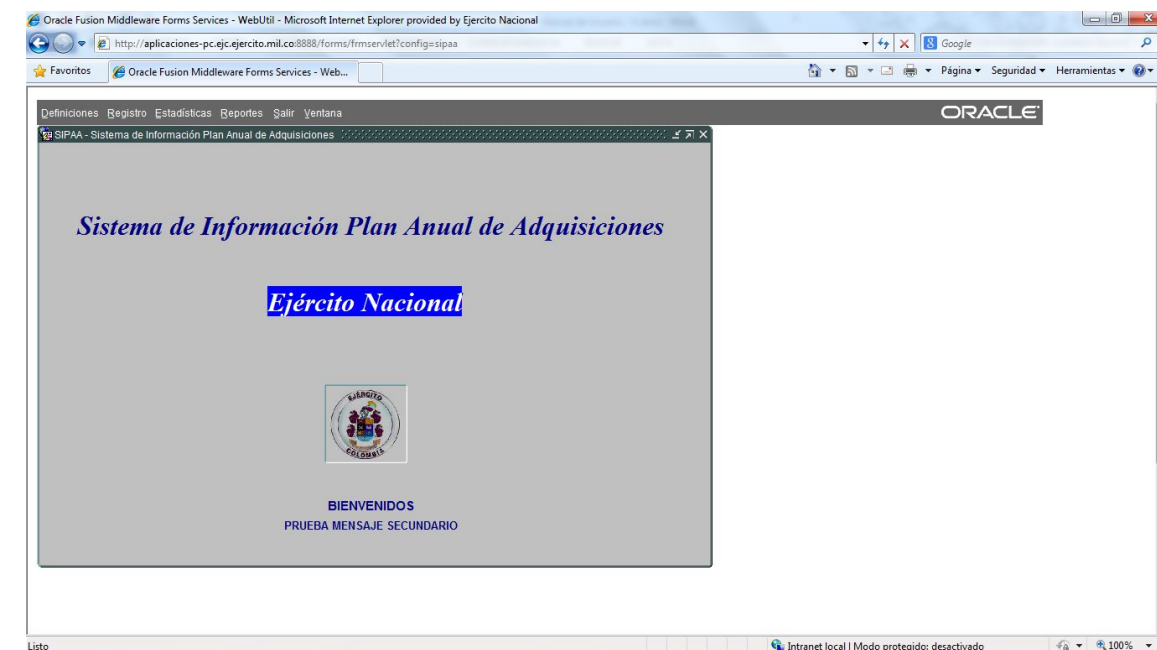 Oracle Fusion Middleware Forms Services - WebUtil - Microsoft Internet Explorer provided by Ejercito Nacional
http://aplicaciones-pc.ejc.ejercito.mil.co:8888/forms/frmservlet?config=sipaa
Google
Favoritos
Oracle Fusion Middleware Forms Services - Web...
Página
Seguridad
Herramientas
Definiciones Registro Estadísticas Reportes Salir Ventana
ORACLE
SIPAA - Sistema de Información Plan Anual de Adquisiciones
Sistema de Información Plan Anual de Adquisiciones
Ejército Nacional
EJÉRCITO
COLOMBIA
BIENVENIDOS
PRUEBA MENSAJE SECUNDARIO
Listo
Intranet local | Modo protegido: desactivado
100%